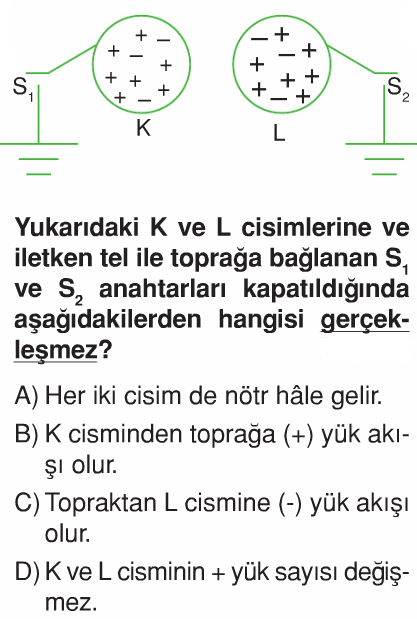 S1 K L S2
Yukarıdaki K ve L cisimlerine ve
iletken tel ile toprağa bağlanan S1
ve S2 anahtarları kapatıldığında
aşağıdakilerden hangisi gerçek-
leşmez?
A) Her iki cisim de nötr hâle gelir.
B) K cisminden toprağa (+) yük akı-
şı olur.
C) Topraktan L cismine (-) yük akışı
olur.
D) K ve L cisminin + yük sayısı değiş-
mez.